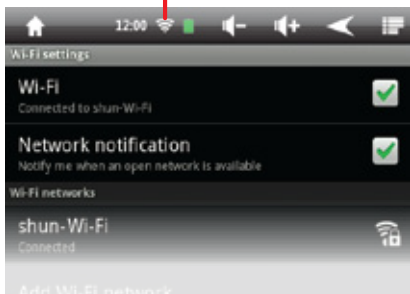 12:00
Wi-Fi settings
Wi-Fi
Connected to shun-Wi-Fi
Network notification
Notify me when an open network is available
Wi-Fi networks
shun-Wi-Fi
Connected
Add Wi-Fi network